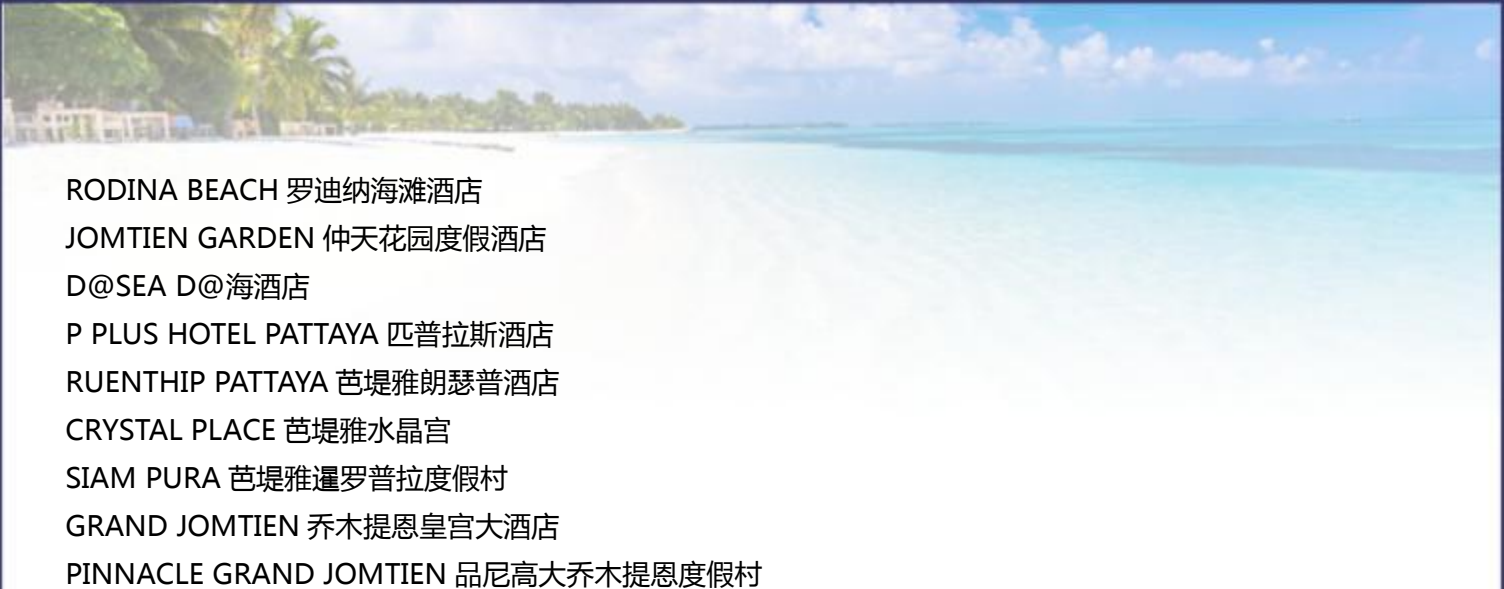 RODINA BEACH 罗迪纳海滩酒店
JOMTIEN GARDEN 仲天花园度假酒店
D@SEA D@海酒店
P PLUS HOTEL PATTAYA 匹普拉斯酒店
RUENTHIP PATTAYA 芭堤雅朗瑟普酒店
CRYSTAL PLACE 芭堤雅水晶宫
SIAM PURA 芭堤雅暹罗普拉度假村
GRAND JOMTIEN 乔木提恩皇宫大酒店
PINNACLE GRAND JOMTIEN 品尼高大乔木提恩度假村